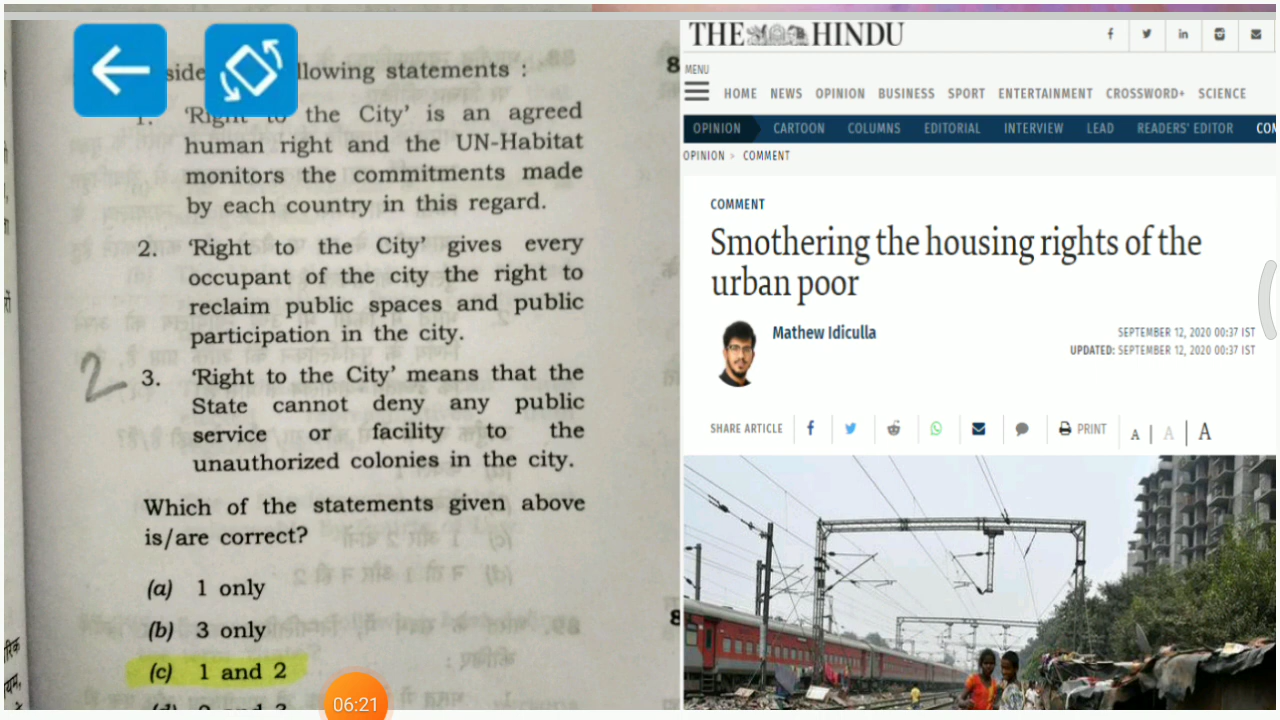 llowing statements :
1. 'Right to the City' is an agreed
human right and the UN-Habitat
monitors the commitments made
by each country in this regard.
2. 'Right to the City' gives every
occupant of the city the right to
reclaim public spaces and public
participation in the city.
2
3. 'Right to the City' means that the
State cannot deny any public
service or facility to the
unauthorized colonies in the city.
Which of the statements given above
is/are correct?
(a) 1 only
(b) 3 only
(c) 1 and 2
06:21
8
8
THE HINDU
MENU
HOME NEWS OPINION BUSINESS SPORT ENTERTAINMENT CROSSWORD+ SCIENCE
OPINION CARTOON COLUMNS EDITORIAL INTERVIEW LEAD READERS' EDITOR
OPINION > COMMENT
COMMENT
Smothering the housing rights of the
urban poor
Mathew Idiculla
SEPTEMBER 12, 2020 00:37 IST
UPDATED: SEPTEMBER 12, 2020 00:37 IST
SHARE ARTICLE PRINT A | A | A